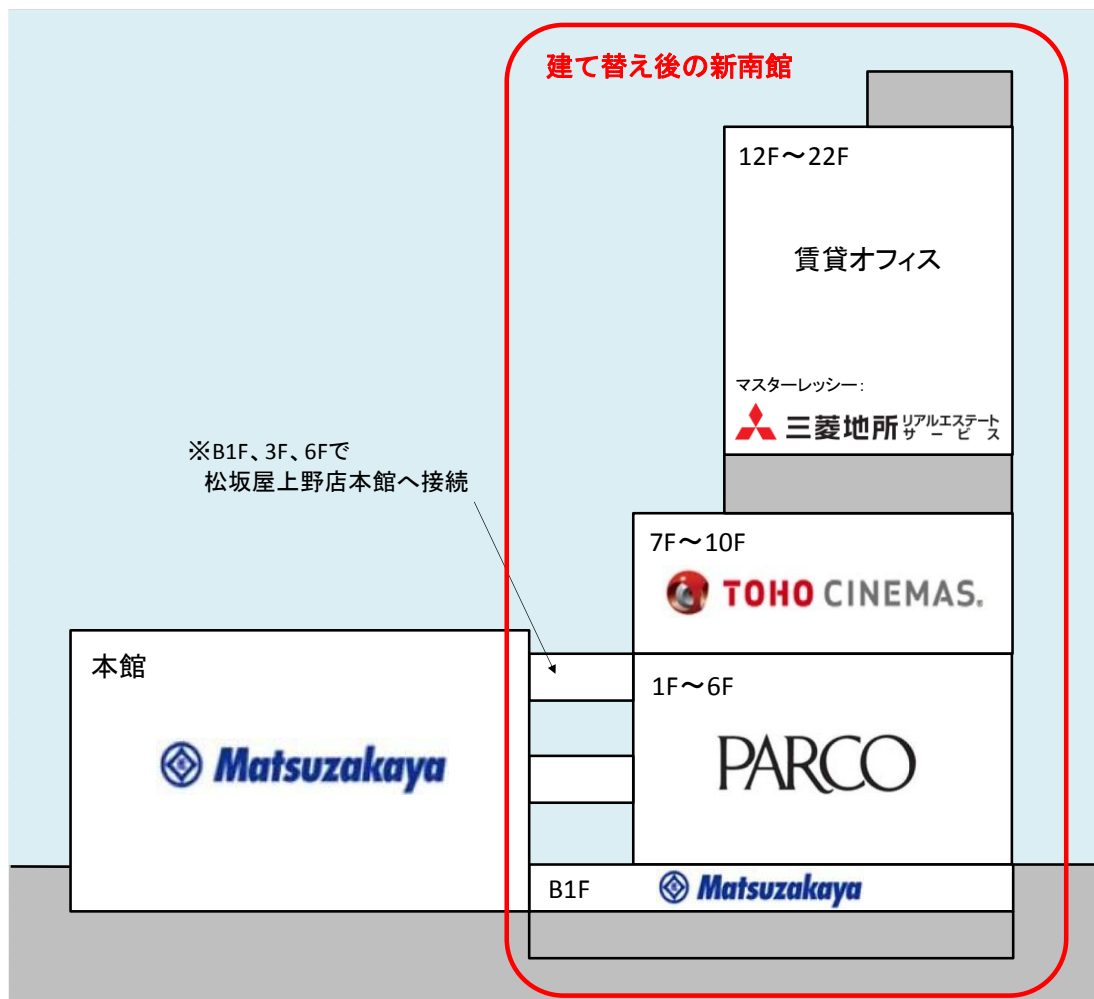 建て替え後の新南館
12F～22F
賃貸オフィス
マスターレッシー：
三菱地所リアルエステート
サービス
※B1F、3F、6Fで
松坂屋上野店本館へ接続
7F～10F
TOHO CINEMAS.
本館
Matsuzakaya
1F～6F
PARCO
B1F
Matsuzakaya